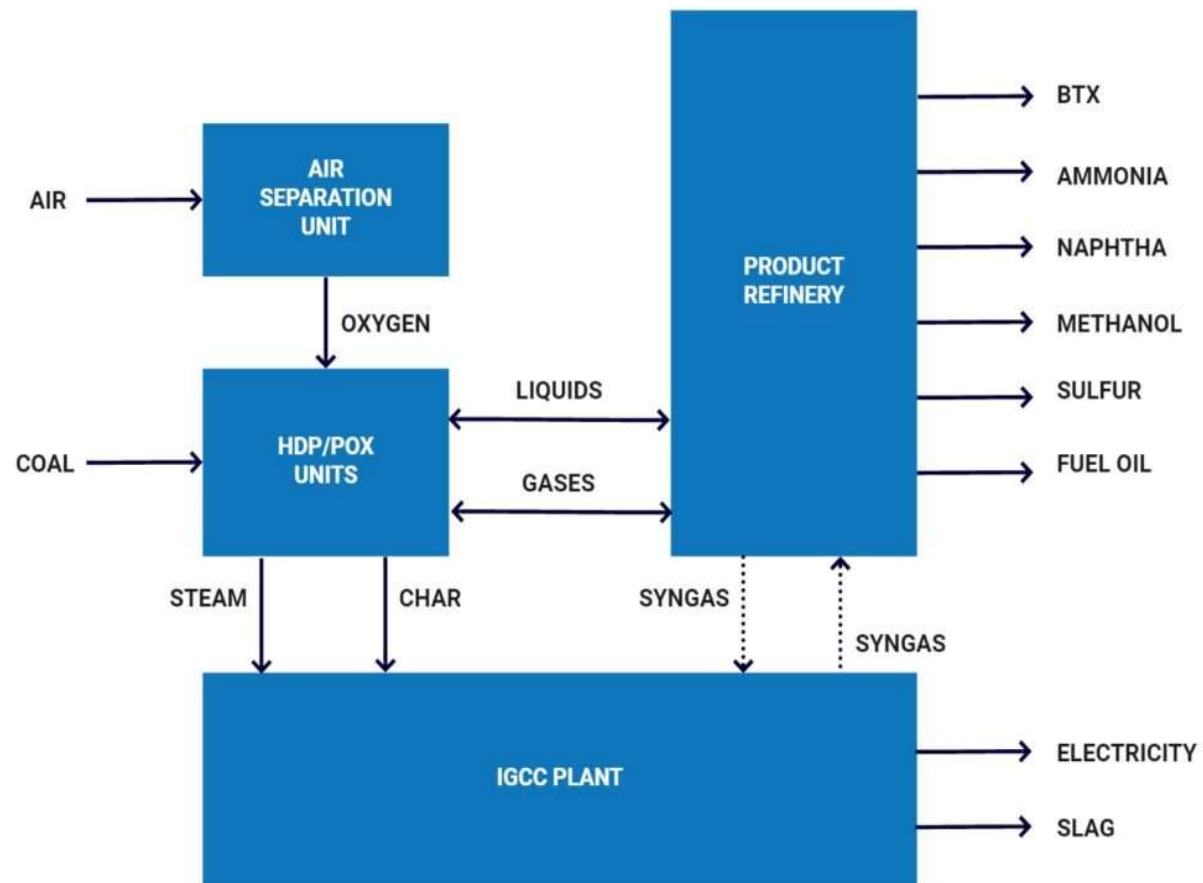 BTX
AIR
SEPARATION
UNIT
AIR
AMMONIA
NAPHTHA
PRODUCT
REFINERY
OXYGEN
METHANOL
LIQUIDS
SULFUR
HDP/POX
UNITS
COAL
GASES
FUEL OIL
STEAM
CHAR
SYNGAS
SYNGAS
IGCC PLANT
ELECTRICITY
SLAG